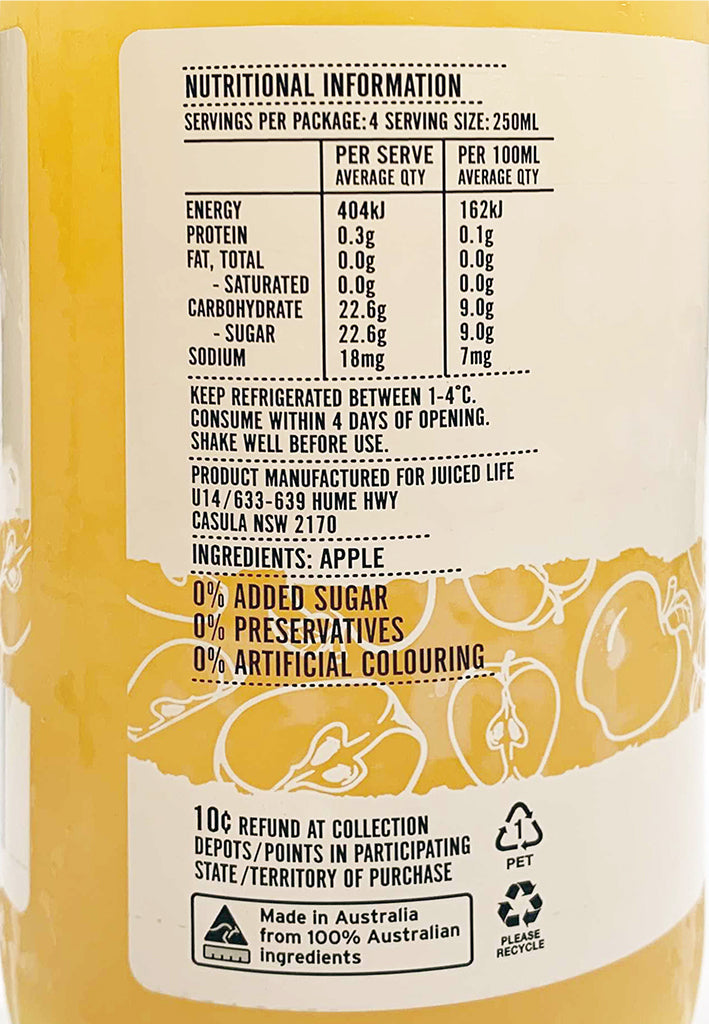 NUTRITIONAL INFORMATION
SERVINGS PER PACKAGE: 4 SERVING SIZE: 250ML
PER SERVE PER 100ML
AVERAGE QTY AVERAGE QTY
ENERGY 404kJ 162kJ
PROTEIN 0.3g 0.1g
FAT, TOTAL 0.0g 0.0g
- SATURATED 0.0g 0.0g
CARBOHYDRATE 22.6g 9.0g
- SUGAR 22.6g 9.0g
SODIUM 18mg 7mg
KEEP REFRIGERATED BETWEEN 1-4°C.
CONSUME WITHIN 4 DAYS OF OPENING.
SHAKE WELL BEFORE USE.
PRODUCT MANUFACTURED FOR JUICED LIFE
U14/633-639 HUME HWY
CASULA NSW 2170
INGREDIENTS: APPLE
0% ADDED SUGAR
0% PRESERVATIVES
0% ARTIFICIAL COLOURING
10¢ REFUND AT COLLECTION
DEPOTS/POINTS IN PARTICIPATING
STATE/TERRITORY OF PURCHASE
1
PET
Made in Australia
from 100% Australian
ingredients
PLEASE
RECYCLE